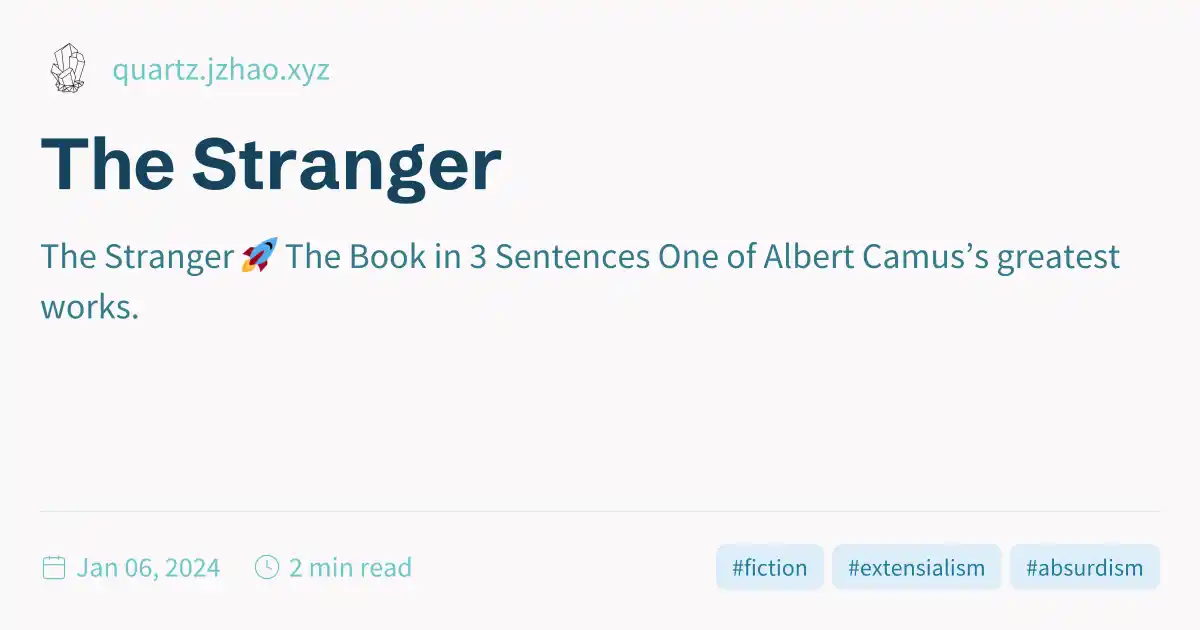 quartz.jzhao.xyz
The Stranger
The Stranger 🚀 The Book in 3 Sentences One of Albert Camus’s greatest
works.
Jan 06, 2024 2 min read #fiction #extensialism #absurdism